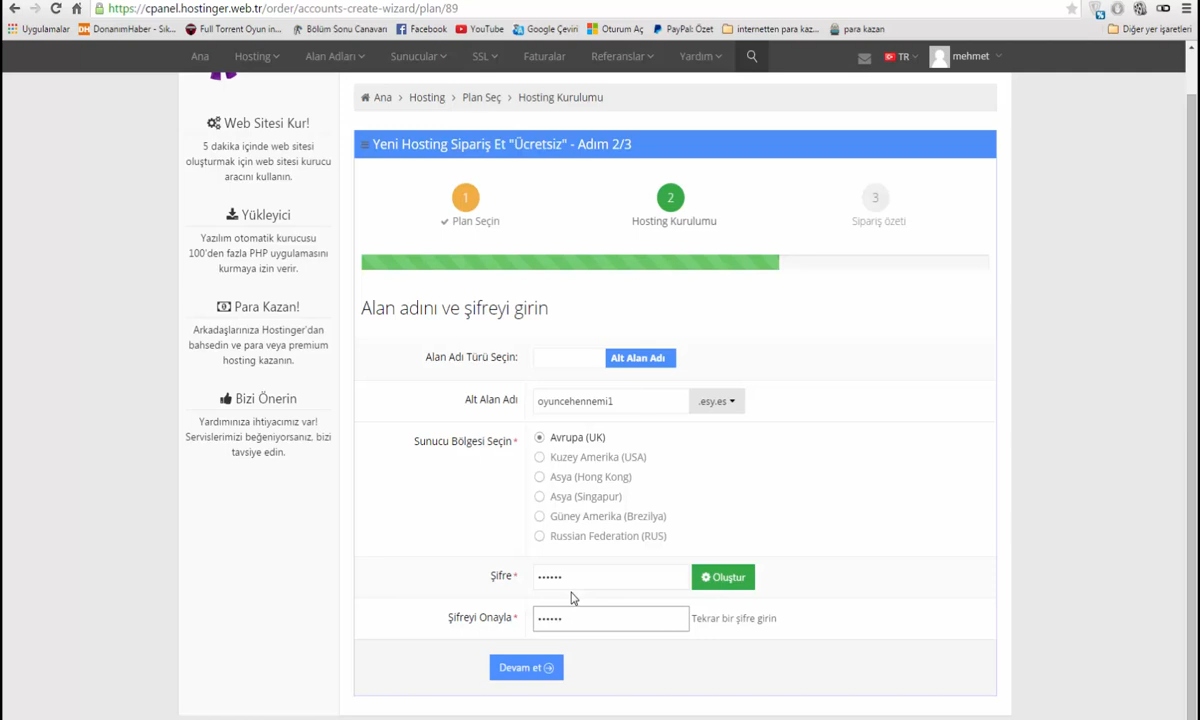 https://cpanel.hostinger.web.tr/order/accounts-create-wizard/plan/89
Uygulamalar DH DonanımHaber - Sık... Full Torrent Oyun in... Bölüm Sonu Canavarı Facebook YouTube Google Çeviri Oturum Aç PayPal: Özet internetten para kaz... para kazan Diğer yer işaretleri
Ana Hosting Alan Adları Sunucular SSL Faturalar Referanslar Yardım TR mehmet
Ana > Hosting > Plan Seç > Hosting Kurulumu
Web Sitesi Kur!
5 dakika içinde web sitesi
oluşturmak için web sitesi kurucu
aracını kullanın.
Yükleyici
Yazılım otomatik kurucusu
100'den fazla PHP uygulamasını
kurmaya izin verir.
Para Kazan!
Arkadaşlarınıza Hostinger'dan
bahsedin ve para veya premium
hosting kazanın.
Bizi Önerin
Yardımınıza ihtiyacımız var!
Servislerimizi beğeniyorsanız, bizi
tavsiye edin.
Yeni Hosting Sipariş Et "Ücretsiz" - Adım 2/3
1 2 3
Plan Seçin Hosting Kurulumu Sipariş özeti
Alan adını ve şifreyi girin
Alan Adı Türü Seçin: Alt Alan Adı
Alt Alan Adı oyuncehennemi1 .esy.es
Sunucu Bölgesi Seçin* Avrupa (UK)
Kuzey Amerika (USA)
Asya (Hong Kong)
Asya (Singapur)
Güney Amerika (Brezilya)
Russian Federation (RUS)
Şifre* •••••• Oluştur
Şifreyi Onayla* •••••• Tekrar bir şifre girin
Devam et